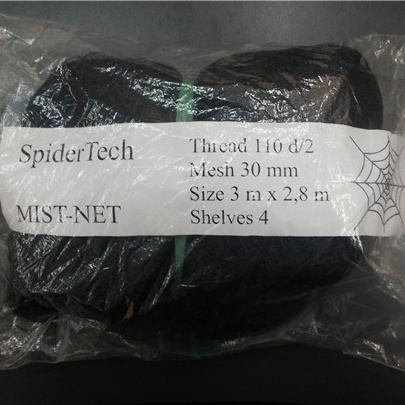 SpiderTech
MIST-NET
Thread 110 d/2
Mesh 30 mm
Size 3 m x 2,8 m
Shelves 4